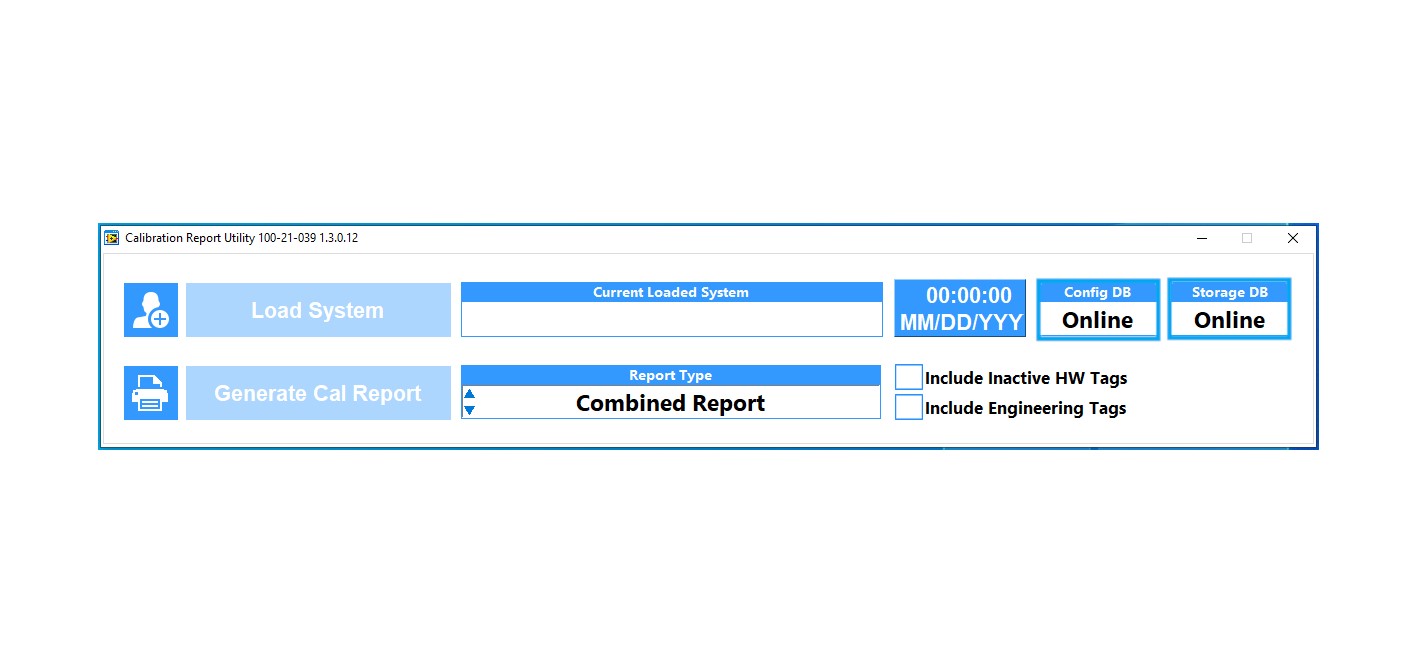 Calibration Report Utility 100-21-039 1.3.0.12
Load System
Current Loaded System
00:00:00
MM/DD/YYY
Config DB
Online
Storage DB
Online
Generate Cal Report
Report Type
Combined Report
Include Inactive HW Tags
Include Engineering Tags